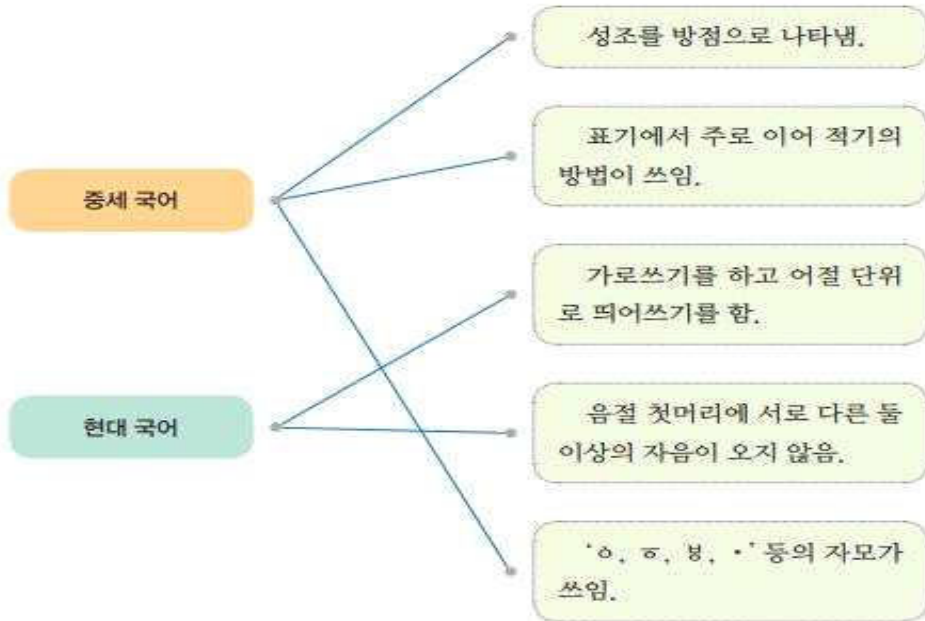 성조를 방점으로 나타냄.
표기에서 주로 이어 적기의
방법이 쓰임.
중세 국어
가로쓰기를 하고 어절 단위
로 띄어쓰기를 함.
현대 국어
음절 첫머리에 서로 다른 둘
이상의 자음이 오지 않음.
‘ㆁ, ㆆ, ㅸ, ㆍ’ 등의 자모가
쓰임.